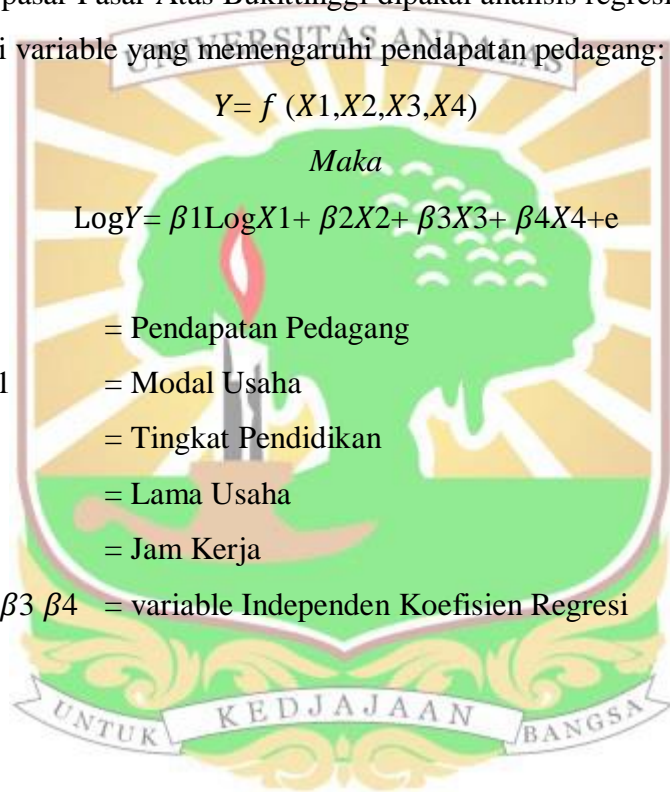 pasar Pasar Atas Bukittinggi dipakai analisis regresi
i variable yang memengaruhi pendapatan pedagang:
UNIVERSITAS ANDALAS
Y= f (X1,X2,X3,X4)
Maka
LogY= β1LogX1+ β2X2+ β3X3+ β4X4+e
= Pendapatan Pedagang
1 = Modal Usaha
= Tingkat Pendidikan
= Lama Usaha
= Jam Kerja
β3 β4 = variable Independen Koefisien Regresi
UNTUK KEDJAJAAN BANGSA